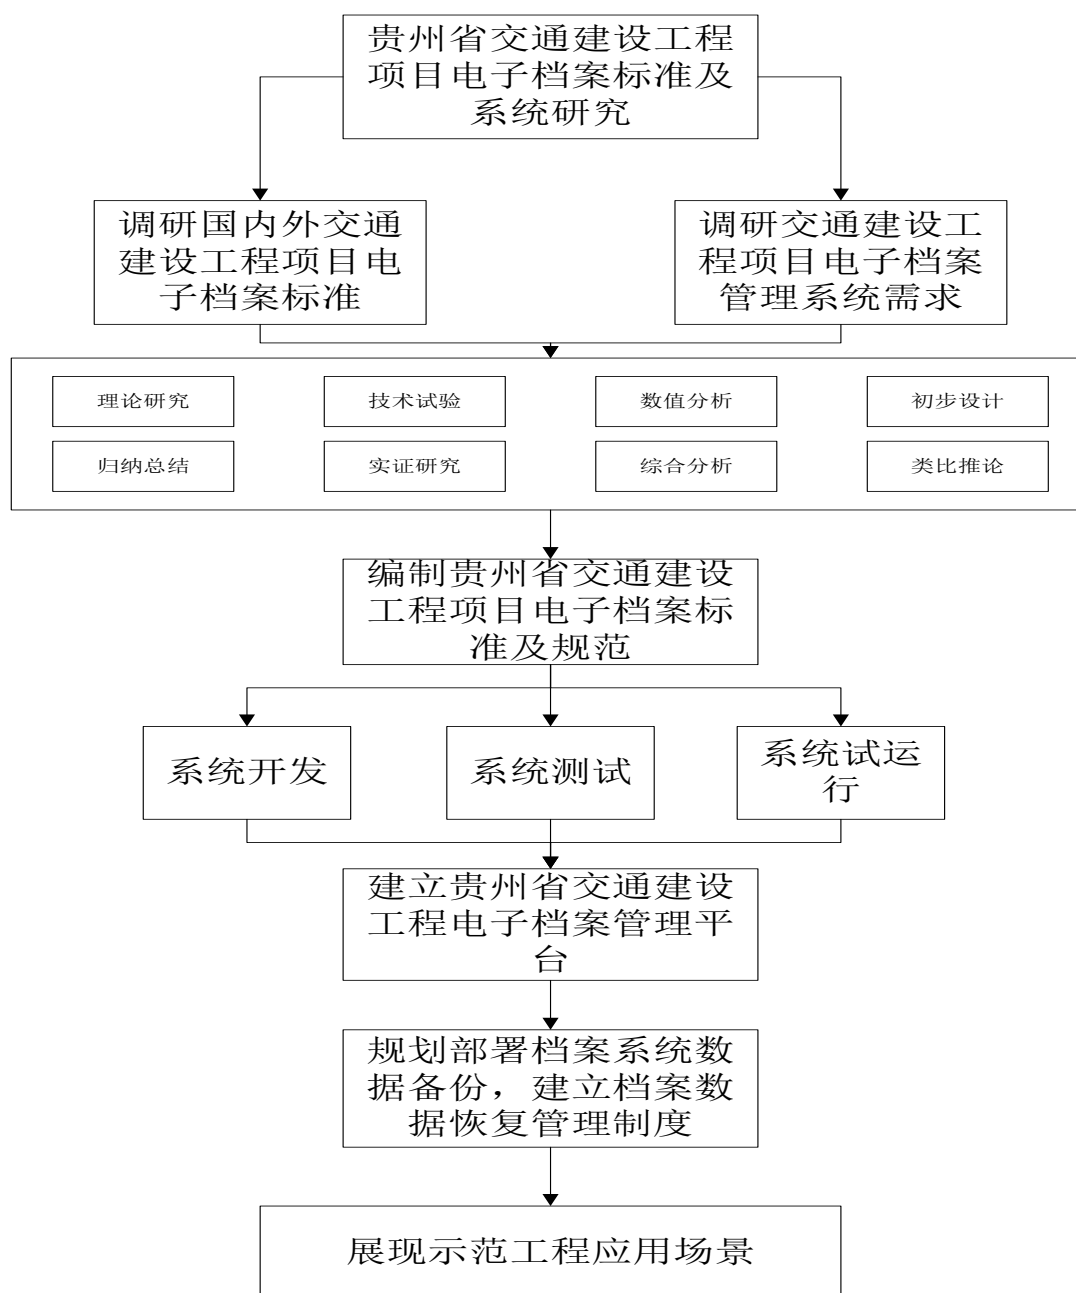 贵州省交通建设工程
项目电子档案标准及
系统研究
调研国内外交通
建设工程项目电
子档案标准
调研交通建设工
程项目电子档案
管理系统需求
理论研究
技术试验
数值分析
初步设计
归纳总结
实证研究
综合分析
类比推论
编制贵州省交通建设
工程项目电子档案标
准及规范
系统开发
系统测试
系统试运
行
建立贵州省交通建设
工程电子档案管理平
台
规划部署档案系统数
据备份，建立档案数
据恢复管理制度
展现示范工程应用场景